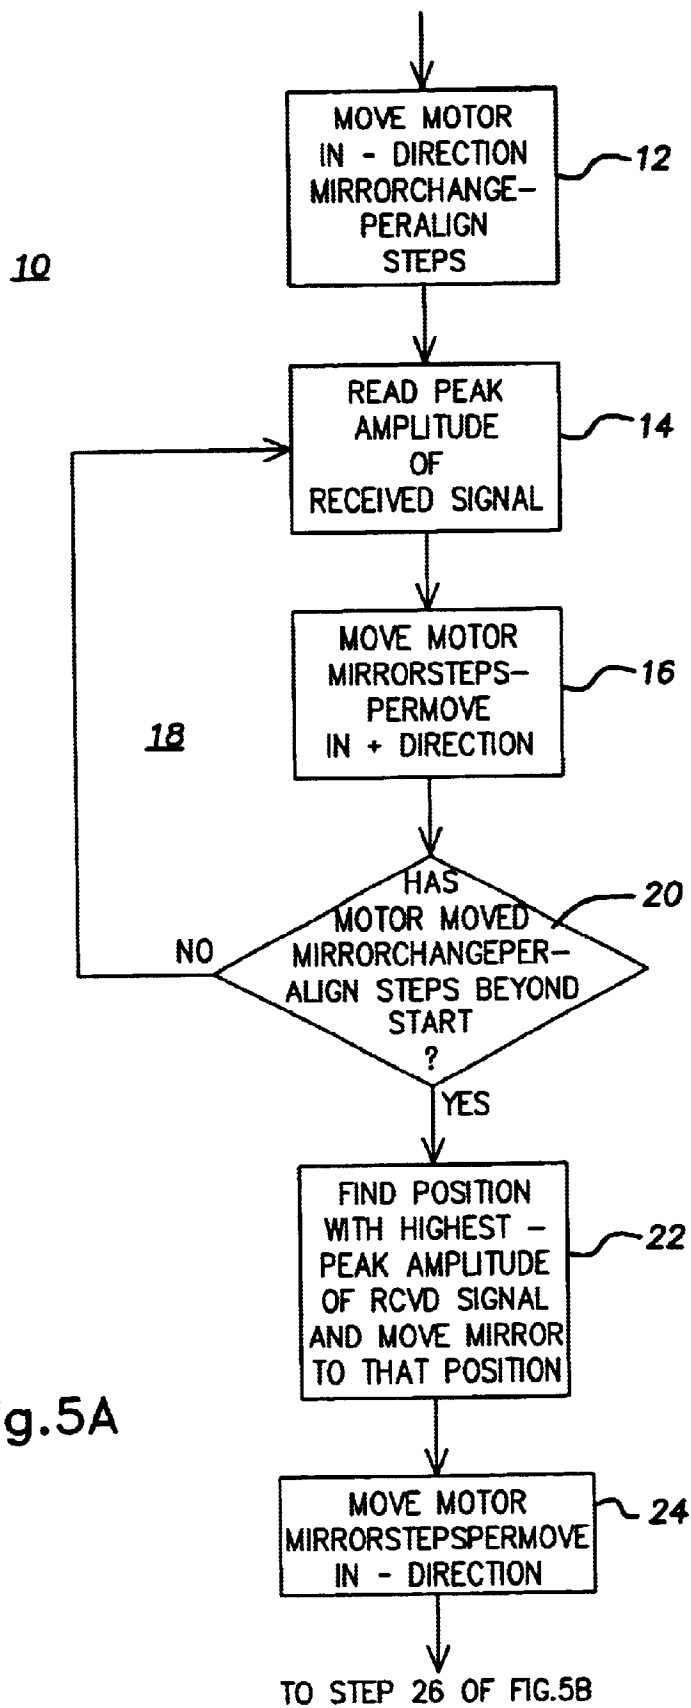 MOVE MOTOR
IN - DIRECTION
MIRRORCHANGE-
PERALIGN
STEPS
12
10
READ PEAK
AMPLITUDE
OF
RECEIVED SIGNAL
14
MOVE MOTOR
MIRRORSTEPS-
PERMOVE
IN + DIRECTION
16
18
HAS
MOTOR MOVED
MIRRORCHANGEPER-
ALIGN STEPS BEYOND
START
?
20
NO
YES
FIND POSITION
WITH HIGHEST -
PEAK AMPLITUDE
OF RCVD SIGNAL
AND MOVE MIRROR
TO THAT POSITION
22
g.5A
MOVE MOTOR
MIRRORSTEPSPERMOVE
IN - DIRECTION
24
TO STEP 26 OF FIG.5B